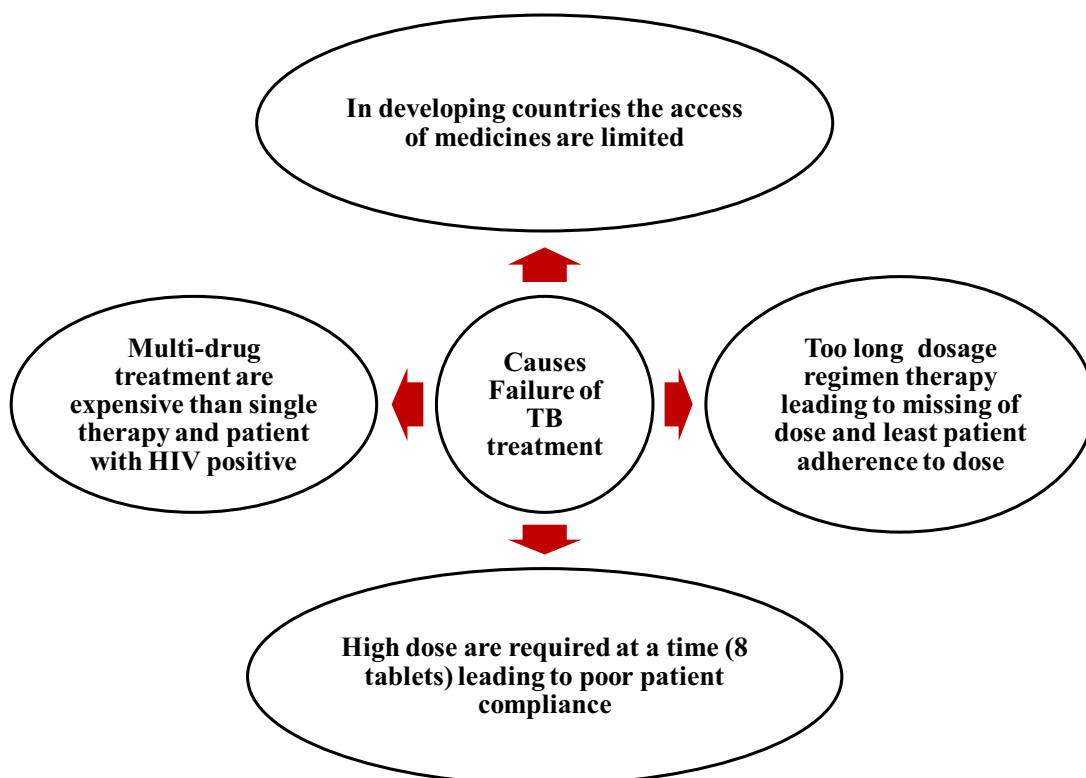 In developing countries the access
of medicines are limited
Multi-drug
treatment are
expensive than single
therapy and patient
with HIV positive
Causes
Failure of
TB
treatment
Too long dosage
regimen therapy
leading to missing of
dose and least patient
adherence to dose
High dose are required at a time (8
tablets) leading to poor patient
compliance